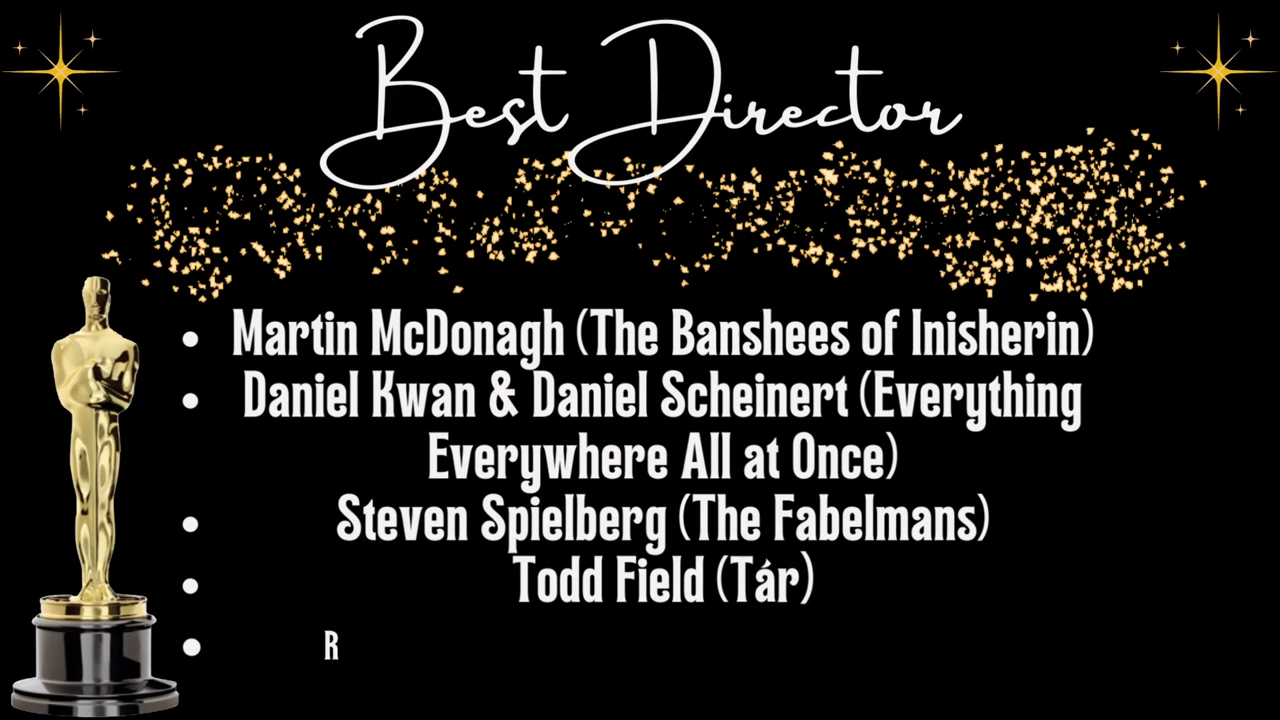 Best Director
• Martin McDonagh (The Banshees of Inisherin)
• Daniel Kwan & Daniel Scheinert (Everything
Everywhere All at Once)
• Steven Spielberg (The Fabelmans)
• Todd Field (Tár)
• R